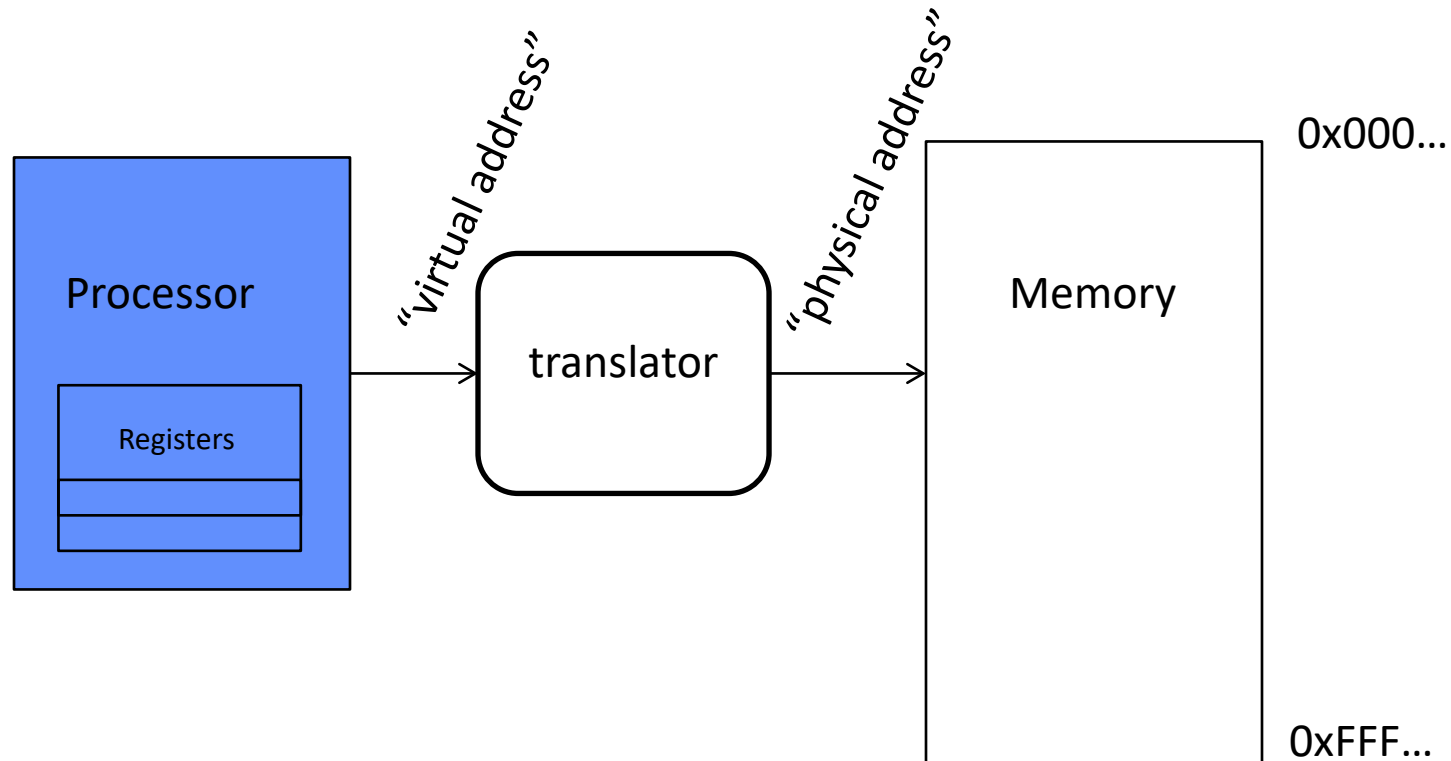 Processor
Registers
“virtual address”
translator
“physical address”
Memory
0x000…
0xFFF…